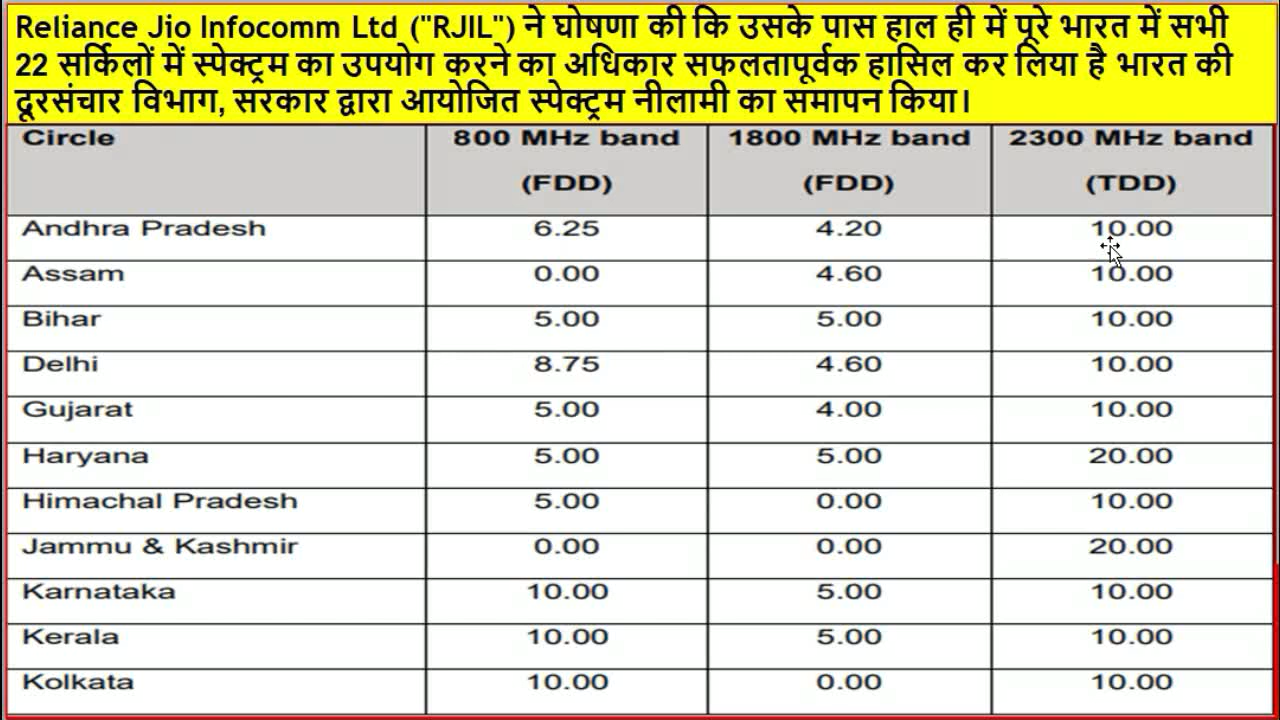 Reliance Jio Infocomm Ltd ("RJIL") ने घोषणा की कि उसके पास हाल ही में पूरे भारत में सभी
22 सर्किलों में स्पेक्ट्रम का उपयोग करने का अधिकार सफलतापूर्वक हासिल कर लिया है भारत की
दूरसंचार विभाग, सरकार द्वारा आयोजित स्पेक्ट्रम नीलामी का समापन किया।
Circle 800 MHz band (FDD) 1800 MHz band (FDD) 2300 MHz band (TDD)
Andhra Pradesh 6.25 4.20 10.00
Assam 0.00 4.60 10.00
Bihar 5.00 5.00 10.00
Delhi 8.75 4.60 10.00
Gujarat 5.00 4.00 10.00
Haryana 5.00 5.00 20.00
Himachal Pradesh 5.00 0.00 10.00
Jammu & Kashmir 0.00 0.00 20.00
Karnataka 10.00 5.00 10.00
Kerala 10.00 5.00 10.00
Kolkata 10.00 0.00 10.00